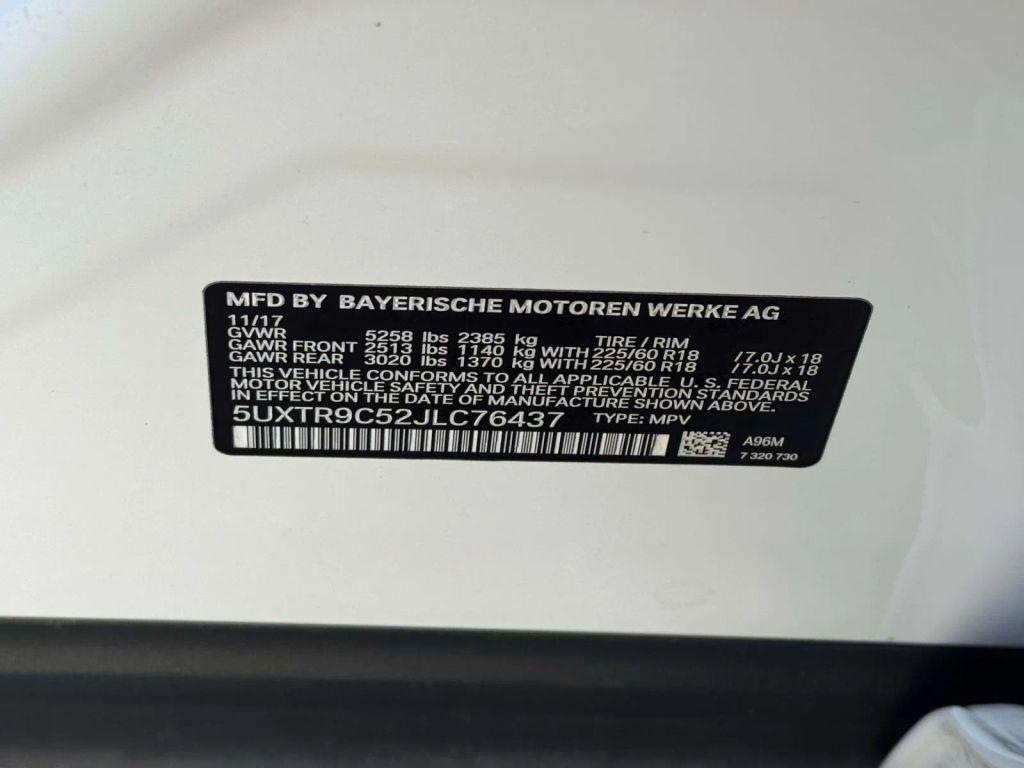 MFD BY BAYERISCHE MOTOREN WERKE AG
11/17
GVWR 5258 lbs 2385 kg TIRE / RIM
GAWR FRONT 2513 lbs 1140 kg WITH 225/60 R18 /7.0J x 18
GAWR REAR 3020 lbs 1370 kg WITH 225/60 R18 /7.0J x 18
THIS VEHICLE CONFORMS TO ALL APPLICABLE U. S. FEDERAL
MOTOR VEHICLE SAFETY AND THEFT PREVENTION STANDARDS
IN EFFECT ON THE DATE OF MANUFACTURE SHOWN ABOVE.
5UXTR9C52JLC76437 TYPE: MPV
A96M
7 320 730